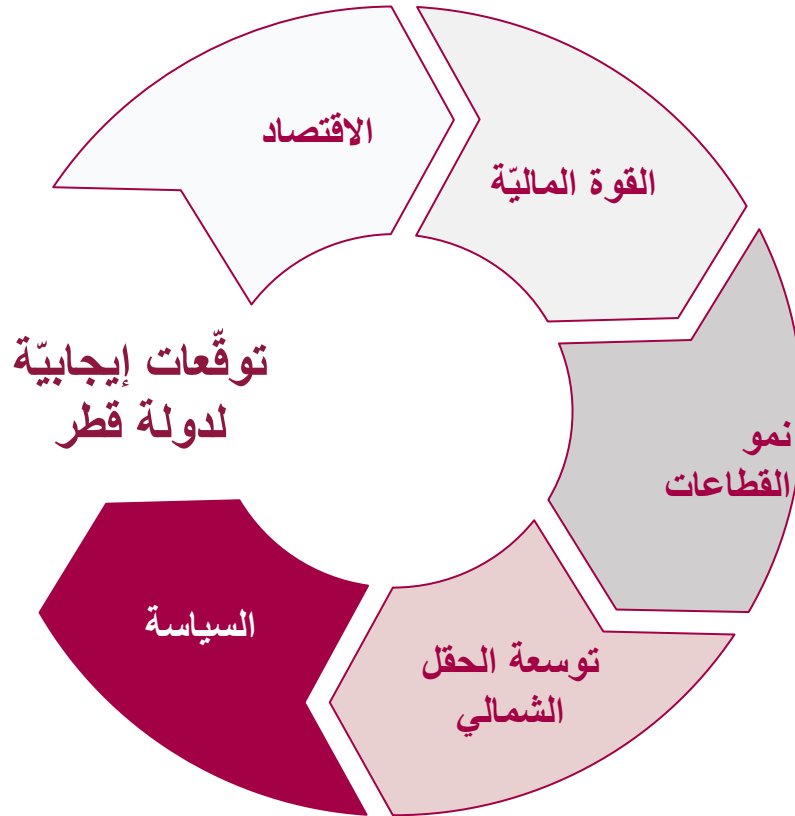 الاقتصاد
القوة الماليّة
نمو
القطاعات
توسعة الحقل
الشمالي
السياسة
توقّعات إيجابيّة
لدولة قطر